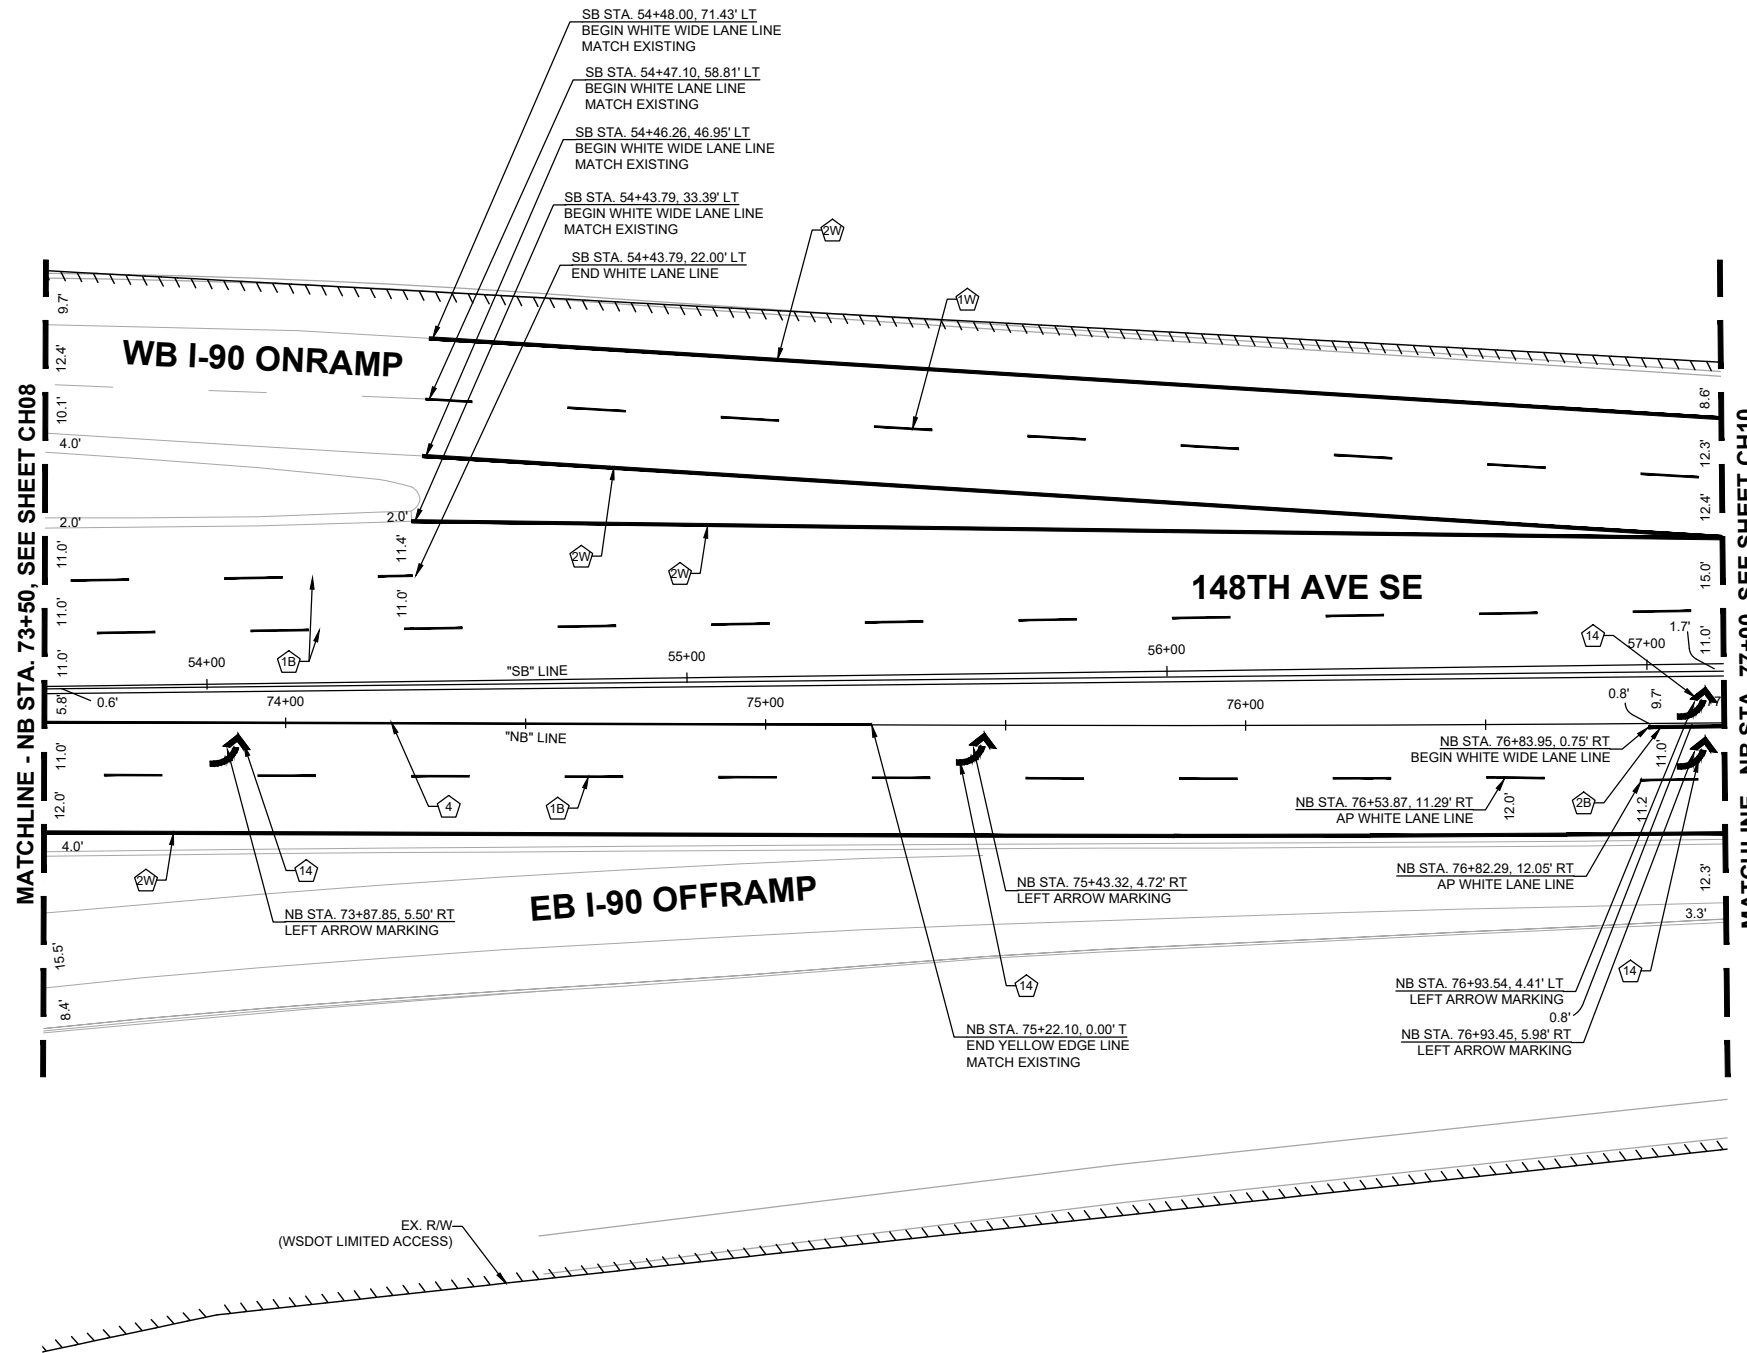 SB STA. 54+48.00, 71.43' LT
BEGIN WHITE WIDE LANE LINE
MATCH EXISTING
SB STA. 54+47.10, 58.81' LT
BEGIN WHITE LANE LINE
MATCH EXISTING
SB STA. 54+46.26, 46.95' LT
BEGIN WHITE WIDE LANE LINE
MATCH EXISTING
SB STA. 54+43.79, 33.39' LT
BEGIN WHITE WIDE LANE LINE
MATCH EXISTING
SB STA. 54+43.79, 22.00' LT
END WHITE LANE LINE
2W
1W
9.7'
12.4'
10.1'
4.0'
2.0'
11.0'
11.0'
11.0'
5.8'
0.6'
11.0'
12.0'
4.0'
15.5'
8.4'
WB I-90 ONRAMP
MATCHLINE - NB STA. 73+50, SEE SHEET CH08
2.0'
11.4'
11.0'
2W
2W
148TH AVE SE
8.6'
12.3'
12.4'
15.0'
11.0'
1.7'
14
1B
54+00
55+00
56+00
57+00
"SB" LINE
74+00
75+00
76+00
77
"NB" LINE
0.8'
9.7'
NB STA. 76+83.95, 0.75' RT
BEGIN WHITE WIDE LANE LINE
11.0'
4
1B
NB STA. 76+53.87, 11.29' RT
AP WHITE LANE LINE
12.0'
2B
11.2
2W
14
NB STA. 73+87.85, 5.50' RT
LEFT ARROW MARKING
EB I-90 OFFRAMP
NB STA. 75+43.32, 4.72' RT
LEFT ARROW MARKING
NB STA. 76+82.29, 12.05' RT
AP WHITE LANE LINE
12.3'
3.3'
14
14
NB STA. 76+93.54, 4.41' LT
LEFT ARROW MARKING
0.8'
NB STA. 76+93.45, 5.98' RT
LEFT ARROW MARKING
NB STA. 75+22.10, 0.00' T
END YELLOW EDGE LINE
MATCH EXISTING
MATCHLINE - NB STA. 77+00, SEE SHEET CH10
EX. R/W
(WSDOT LIMITED ACCESS)